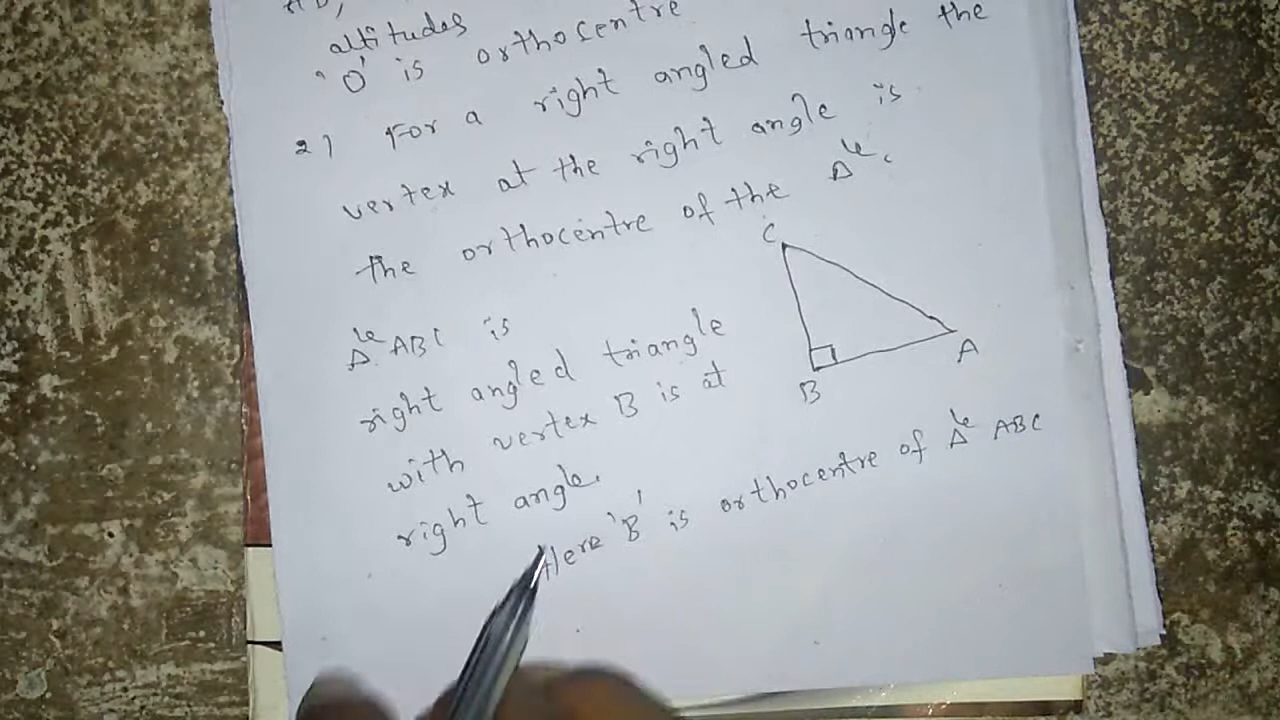 altitudes
'O' is orthocentre
2) For a right angled triangle the
vertex at the right angle is
the orthocentre of the Δle.
C
Δle ABC is
right angled triangle
A
with vertex B is at
B
right angle.
Here 'B' is orthocentre of Δle ABC